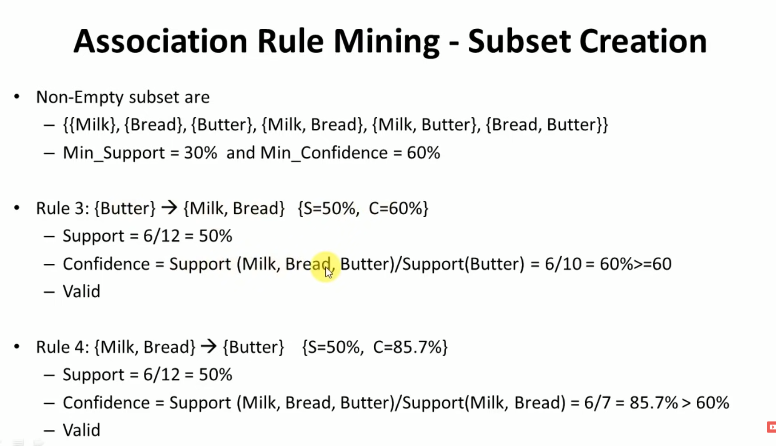 Association Rule Mining - Subset Creation
• Non-Empty subset are
– {{Milk}, {Bread}, {Butter}, {Milk, Bread}, {Milk, Butter}, {Bread, Butter}}
– Min_Support = 30% and Min_Confidence = 60%
• Rule 3: {Butter} → {Milk, Bread} {S=50%, C=60%}
– Support = 6/12 = 50%
– Confidence = Support (Milk, Bread, Butter)/Support(Butter) = 6/10 = 60%>=60
– Valid
• Rule 4: {Milk, Bread} → {Butter} {S=50%, C=85.7%}
– Support = 6/12 = 50%
– Confidence = Support (Milk, Bread, Butter)/Support(Milk, Bread) = 6/7 = 85.7% > 60%
– Valid